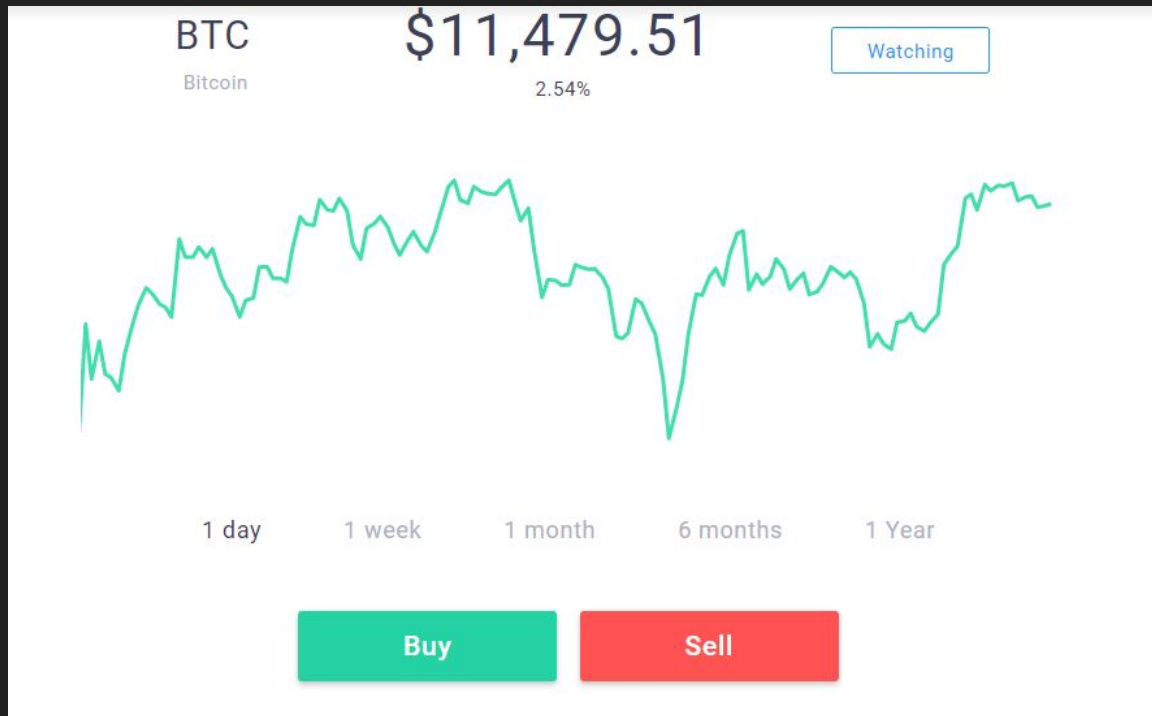 BTC
Bitcoin
$11,479.51
2.54%
Watching
1 day
1 week
1 month
6 months
1 Year
Buy
Sell